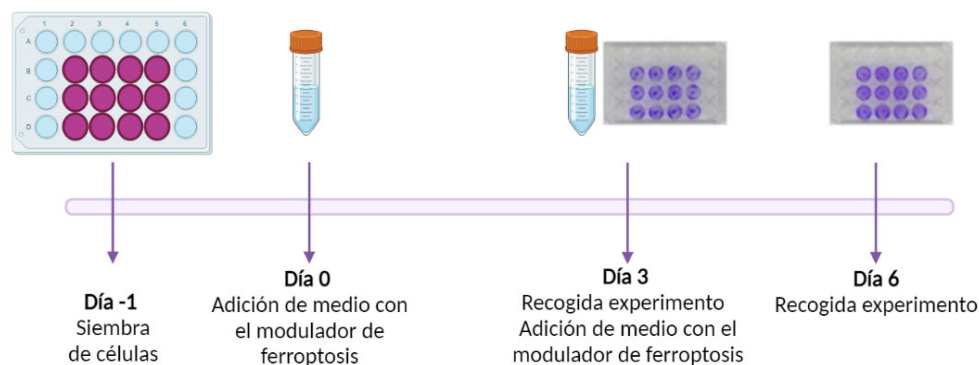 1 2 3 4 5 6
A
B
C
D
Día -1
Siembra
de células
Día 0
Adición de medio con
el modulador de
ferroptosis
Día 3
Recogida experimento
Adición de medio con el
modulador de ferroptosis
Día 6
Recogida experimento